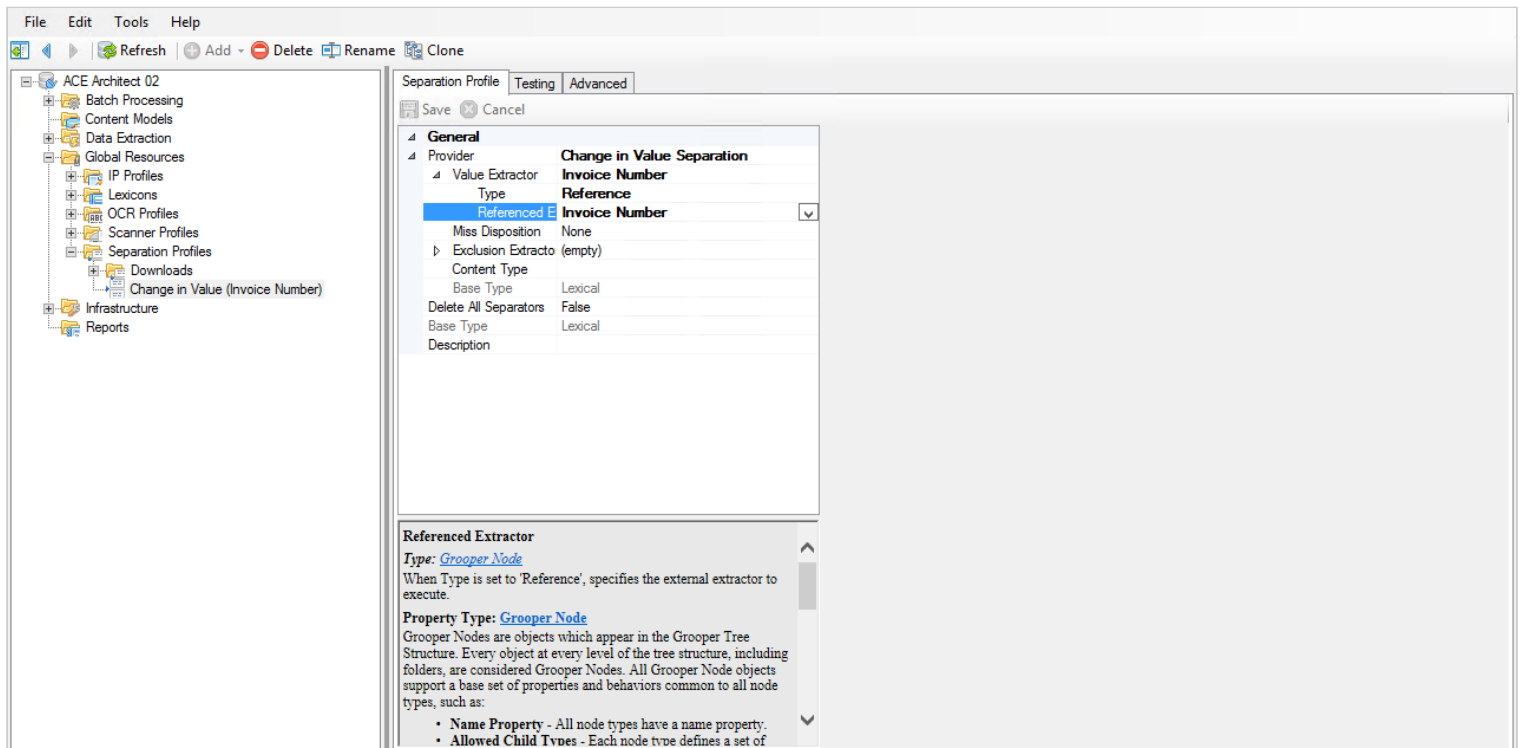 File Edit Tools Help
Refresh Add Delete Rename Clone
ACE Architect 02
Batch Processing
Content Models
Data Extraction
Global Resources
IP Profiles
Lexicons
OCR Profiles
Scanner Profiles
Separation Profiles
Downloads
Change in Value (Invoice Number)
Infrastructure
Reports
Separation Profile Testing Advanced
Save Cancel
General
Provider Change in Value Separation
Value Extractor Invoice Number
Type Reference
Referenced E Invoice Number
Miss Disposition None
Exclusion Extracto (empty)
Content Type
Base Type Lexical
Delete All Separators False
Base Type Lexical
Description
Referenced Extractor
Type: Grooper Node
When Type is set to 'Reference', specifies the external extractor to
execute.
Property Type: Grooper Node
Grooper Nodes are objects which appear in the Grooper Tree
Structure. Every object at every level of the tree structure, including
folders, are considered Grooper Nodes. All Grooper Node objects
support a base set of properties and behaviors common to all node
types, such as:
• Name Property - All node types have a name property.
• Allowed Child Types - Each node type defines a set of